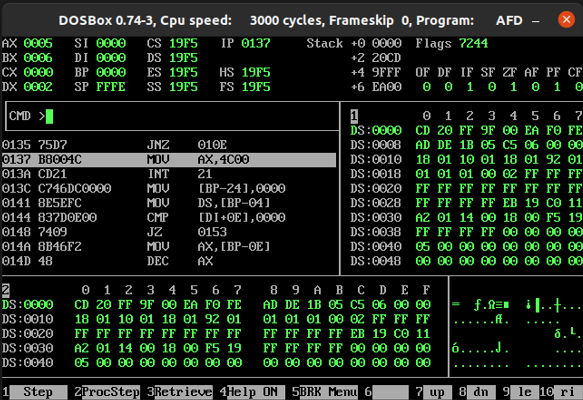 DOSBox 0.74-3, Cpu speed: 3000 cycles, Frameskip 0, Program: AFD
AX 0005 SI 0000 CS 19F5 IP 0137 Stack +0 0000 Flags 7244
BX 0006 DI 0000 DS 19F5 +2 20CD
CX 0000 BP 0000 ES 19F5 HS 19F5 +4 9FFF OF DF IF SF ZF AF PF CF
DX 0002 SP FFFE SS 19F5 FS 19F5 +6 EA00 0 0 1 0 1 0 1 0
CMD >
1 0 1 2 3 4 5 6 7
DS:0000 CD 20 FF 9F 00 EA F0 FE
DS:0008 AD DE 1B 05 C5 06 00 00
DS:0010 18 01 10 01 18 01 92 01
DS:0018 01 01 01 00 02 FF FF FF
DS:0020 FF FF FF FF FF FF FF FF
DS:0028 FF FF FF FF EB 19 C0 11
DS:0030 A2 01 14 00 18 00 F5 19
DS:0038 FF FF FF FF 00 00 00 00
DS:0040 05 00 00 00 00 00 00 00
DS:0048 00 00 00 00 00 00 00 00
0135 75D7 JNZ 010E
0137 B8004C MOV AX,4C00
013A CD21 INT 21
013C C746DC0000 MOV [BP-24],0000
0141 8E5EFC MOV DS,[BP-04]
0144 837D0E00 CMP [DI+0E],0000
0148 7409 JZ 0153
014A 8B46F2 MOV AX,[BP-0E]
014D 48 DEC AX
2 0 1 2 3 4 5 6 7 8 9 A B C D E F
DS:0000 CD 20 FF 9F 00 EA F0 FE AD DE 1B 05 C5 06 00 00
DS:0010 18 01 10 01 18 01 92 01 01 01 01 00 02 FF FF FF
DS:0020 FF FF FF FF FF FF FF FF FF FF FF FF EB 19 C0 11
DS:0030 A2 01 14 00 18 00 F5 19 FF FF FF FF 00 00 00 00
DS:0040 05 00 00 00 00 00 00 00 00 00 00 00 00 00 00 00
1 Step 2ProcStep 3Retrieve 4Help ON 5BRK Menu 6 7 up 8 dn 9 le 10 ri